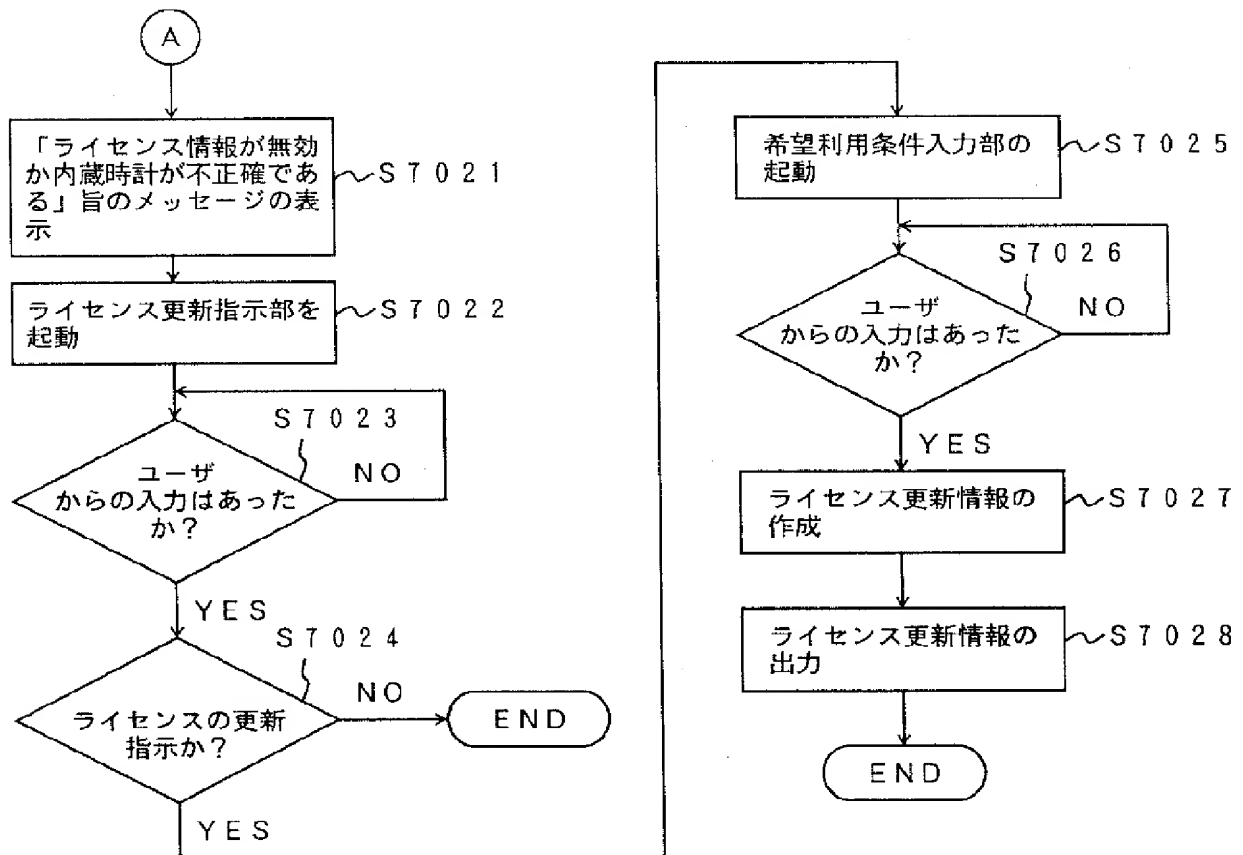 A
「ライセンス情報が無効
か内蔵時計が不正確であ
る」旨のメッセージの表
示
S7021
ライセンス更新指示部を
起動
S7022
S7023
ユーザ
からの入力はあった
か?
NO
YES
S7024
ライセンスの更新
指示か?
NO
END
YES
希望利用条件入力部の
起動
S7025
S7026
ユーザ
からの入力はあった
か?
NO
YES
ライセンス更新情報の
作成
S7027
ライセンス更新情報の
出力
S7028
END